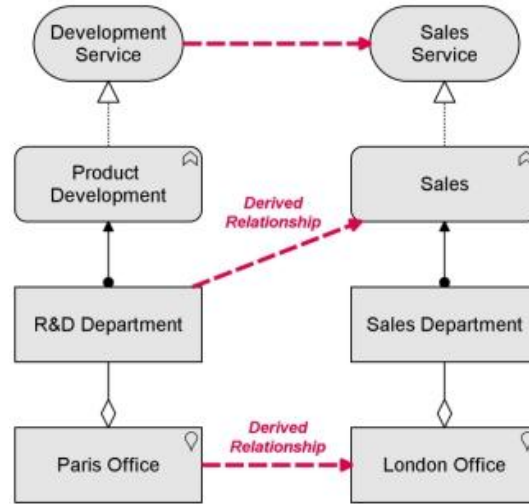 Development
Service
Sales
Service
Product
Development
Sales
Derived
Relationship
R&D Department
Sales Department
Derived
Relationship
Paris Office
London Office